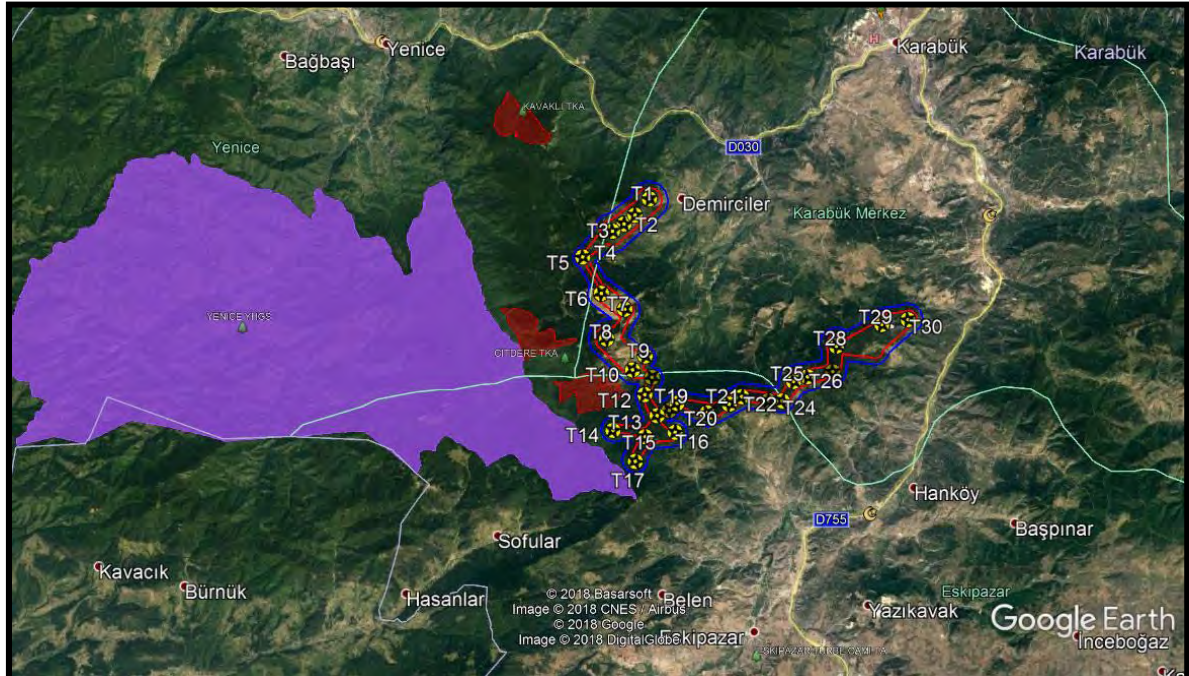 Yenice
Bağbaşı
Karabük
Karabük
KAVAKLI TKA
D030
Yenice
Demirciler
Karabük Merkez
T1
T2
T3
T4
T5
T6
T7
T8
T9
T10
T12
T13
T14
T15
T16
T17
T19
T20
T21
T22
T24
T25
T26
T28
T29
T30
YENICE YHGS
CITDERE TKA
Hanköy
D755
Başpınar
Sofular
Kavacık
Bürnük
Hasanlar
Belen
Eskipazar
Yazıkavak
Eskipazar
İnceboğaz
© 2018 Basarsoft
Image © 2018 CNES / Airbus
© 2018 Google
Image © 2018 DigitalGlobe
Google Earth